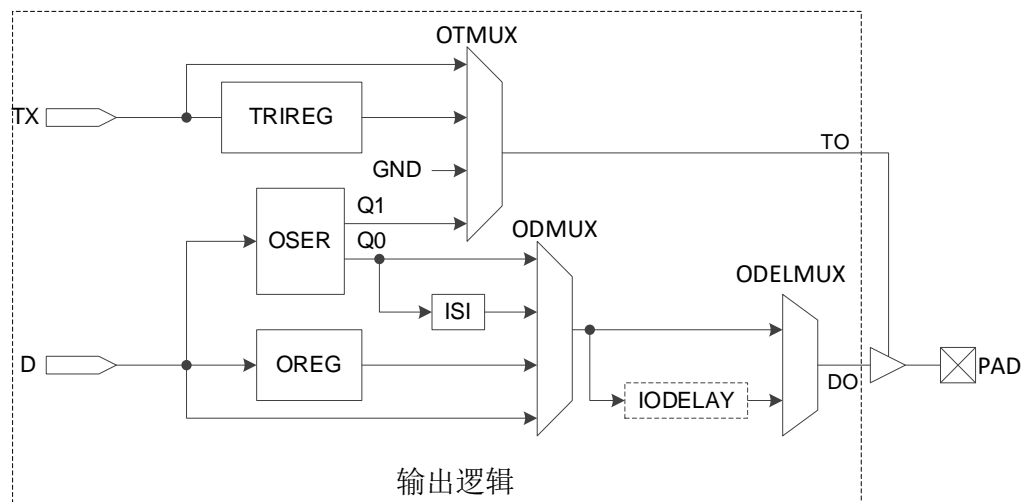 OTMUX
TX
TRIREG
TO
GND
Q1
OSER
Q0
ODMUX
ODELMUX
ISI
D
OREG
DO
PAD
IODELAY
输出逻辑